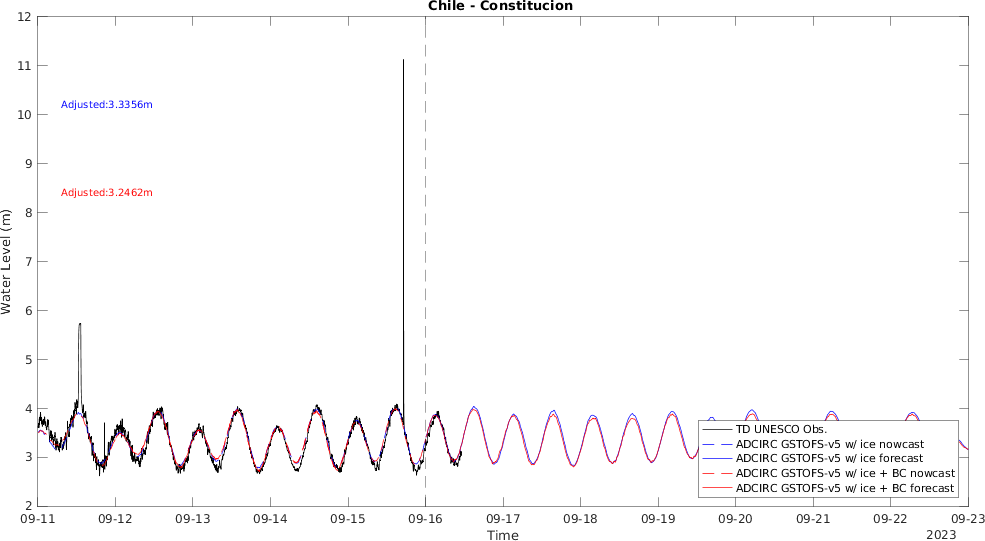 Chile - Constitucion
Water Level (m)
12
11
10
9
8
7
6
5
4
3
2
Adjusted:3.3356m
Adjusted:3.2462m
TD UNESCO Obs.
ADCIRC GSTOFS-v5 w/ ice nowcast
ADCIRC GSTOFS-v5 w/ ice forecast
ADCIRC GSTOFS-v5 w/ ice + BC nowcast
ADCIRC GSTOFS-v5 w/ ice + BC forecast
09-11 09-12 09-13 09-14 09-15 09-16 09-17 09-18 09-19 09-20 09-21 09-22 09-23
Time
2023